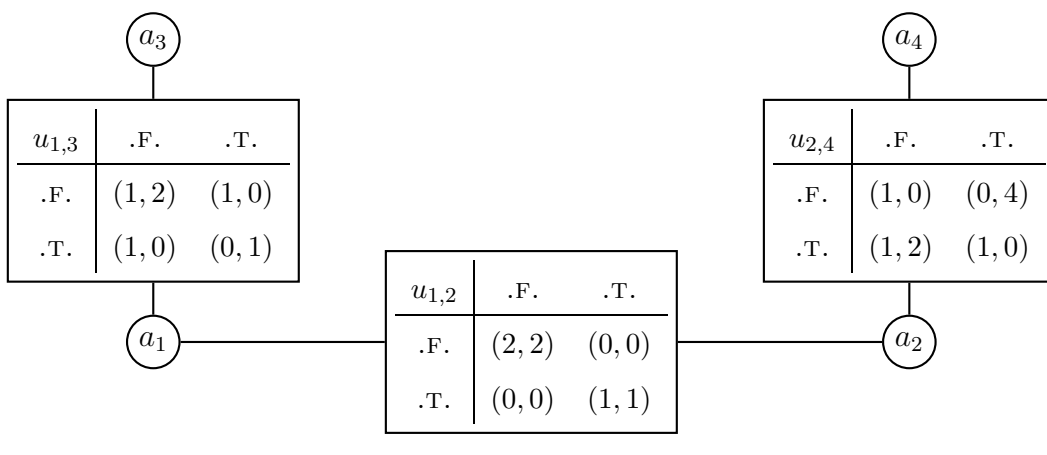 a₃ a₄
u₁,₃ .F. .T.
.F. (1, 2) (1, 0)
.T. (1, 0) (0, 1)
u₂,₄ .F. .T.
.F. (1, 0) (0, 4)
.T. (1, 2) (1, 0)
u₁,₂ .F. .T.
.F. (2, 2) (0, 0)
.T. (0, 0) (1, 1)
a₁ a₂